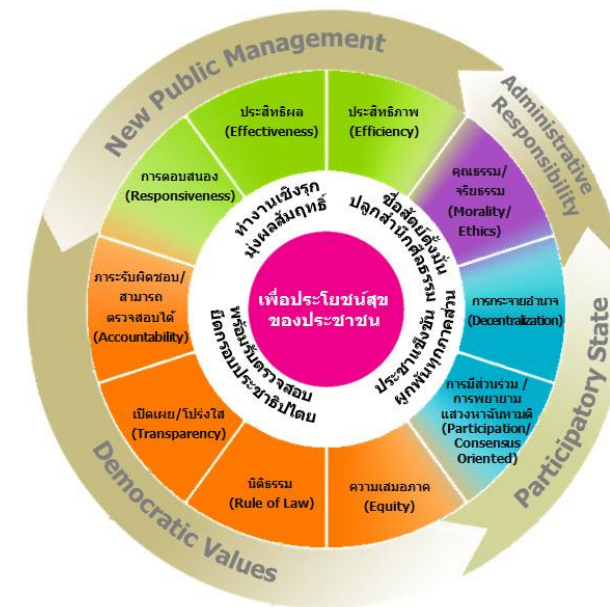 New Public Management
Administrative
Responsibility
Participatory State
Democratic Values
ประสิทธิผล
(Effectiveness)
ประสิทธิภาพ
(Efficiency)
คุณธรรม/
จริยธรรม
(Morality/
Ethics)
การกระจายอำนาจ
(Decentralization)
การมีส่วนร่วม /
การพยายาม
แสวงหาฉันทามติ
(Participation/
Consensus
Oriented)
ความเสมอภาค
(Equity)
นิติธรรม
(Rule of Law)
เปิดเผย/โปร่งใส
(Transparency)
ภาระรับผิดชอบ/
สามารถ
ตรวจสอบได้
(Accountability)
การตอบสนอง
(Responsiveness)
ทำงานเชิงรุก
มุ่งผลสัมฤทธิ์
ซื่อสัตย์ตั้งมั่น
ปลูกสำนึกศีลธรรม
ประชาแข็งขัน
ผูกพันทุกภาคส่วน
พร้อมรับตรวจสอบ
ยึดกรอบประชาธิปไตย
เพื่อประโยชน์สุข
ของประชาชน